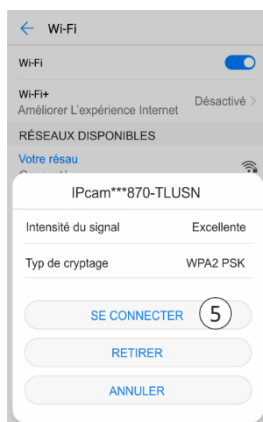 Wi-Fi
Wi-Fi
Wi-Fi+
Améliorer L'expérience Internet Désactivé
RÉSEAUX DISPONIBLES
Votre résau
IPcam***870-TLUSN
Intensité du signal Excellente
Typ de cryptage WPA2 PSK
SE CONNECTER 5
RETIRER
ANNULER